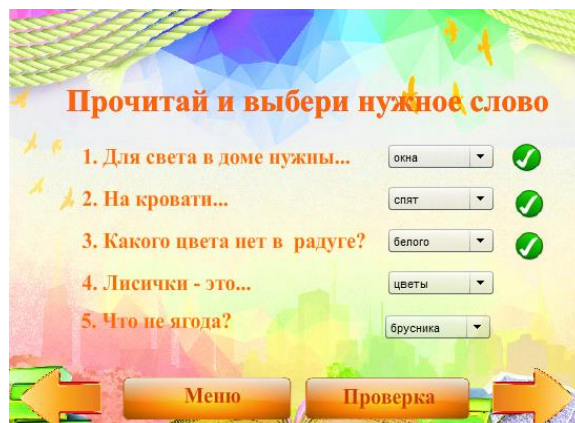 Прочитай и выбери нужное слово
1. Для света в доме нужны... окна
2. На кровати... спят
3. Какого цвета нет в радуге? белого
4. Лисички - это... цветы
5. Что не ягода? брусника
Меню Проверка